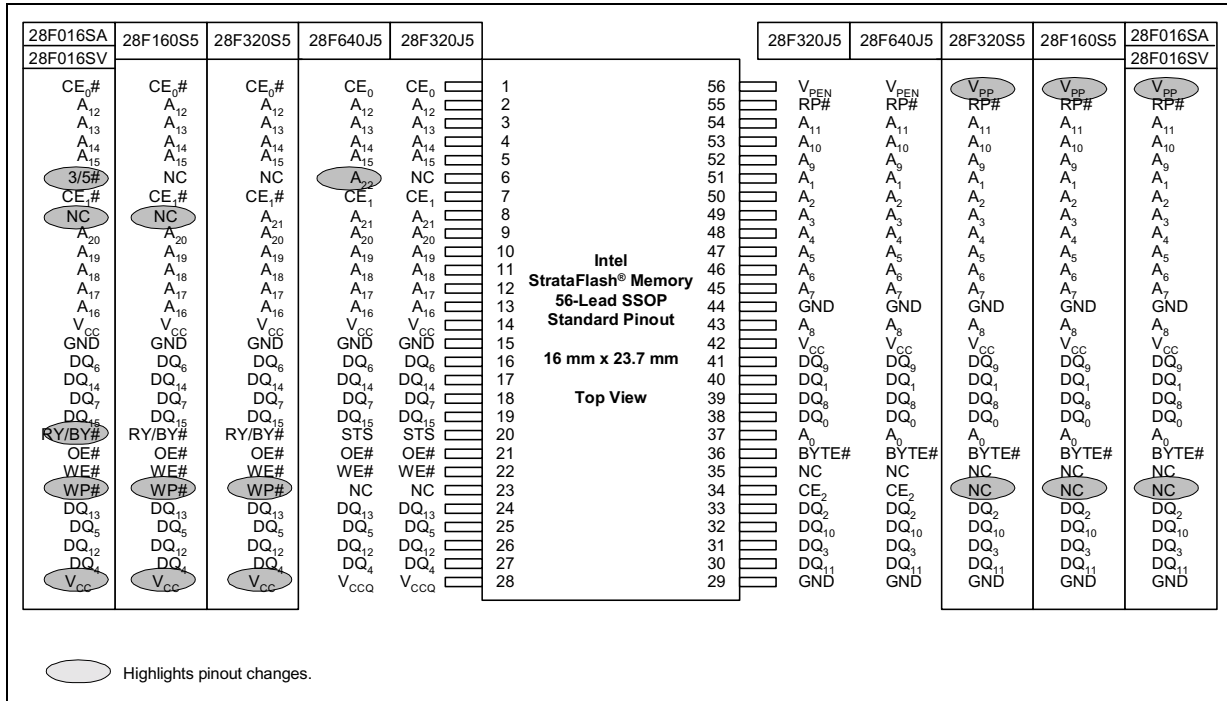 28F016SA 28F160S5 28F320S5 28F640J5 28F320J5 28F320J5 28F640J5 28F320S5 28F160S5 28F016SA
28F016SV 28F016SV
CE0# CE0# CE0# CE0 CE0 1 56 VPEN VPEN VPP VPP VPP
A12 A12 A12 A12 A12 2 55 RP# RP# RP# RP# RP#
A13 A13 A13 A13 A13 3 54 A11 A11 A11 A11 A11
A14 A14 A14 A14 A14 4 53 A10 A10 A10 A10 A10
A15 A15 A15 A15 A15 5 52 A9 A9 A9 A9 A9
3/5# NC NC A22 NC 6 51 A1 A1 A1 A1 A1
CE1# CE1# CE1# CE1 CE1 7 50 A2 A2 A2 A2 A2
NC NC A21 A21 A21 8 49 A3 A3 A3 A3 A3
A20 A20 A20 A20 A20 9 48 A4 A4 A4 A4 A4
A19 A19 A19 A19 A19 10 47 A5 A5 A5 A5 A5
A18 A18 A18 A18 A18 11 46 A6 A6 A6 A6 A6
A17 A17 A17 A17 A17 12 45 A7 A7 A7 A7 A7
A16 A16 A16 A16 A16 13 44 GND GND GND GND GND
VCC VCC VCC VCC VCC 14 43 A8 A8 A8 A8 A8
GND GND GND GND GND 15 42 VCC VCC VCC VCC VCC
DQ6 DQ6 DQ6 DQ6 DQ6 16 41 DQ9 DQ9 DQ9 DQ9 DQ9
DQ14 DQ14 DQ14 DQ14 DQ14 17 40 DQ1 DQ1 DQ1 DQ1 DQ1
DQ7 DQ7 DQ7 DQ7 DQ7 18 39 DQ8 DQ8 DQ8 DQ8 DQ8
DQ15 DQ15 DQ15 DQ15 DQ15 19 38 DQ0 DQ0 DQ0 DQ0 DQ0
RY/BY# RY/BY# RY/BY# STS STS 20 37 A0 A0 A0 A0 A0
OE# OE# OE# OE# OE# 21 36 BYTE# BYTE# BYTE# BYTE# BYTE#
WE# WE# WE# WE# WE# 22 35 NC NC NC NC NC
WP# WP# WP# NC NC 23 34 CE2 CE2 NC NC NC
DQ13 DQ13 DQ13 DQ13 DQ13 24 33 DQ2 DQ2 DQ2 DQ2 DQ2
DQ5 DQ5 DQ5 DQ5 DQ5 25 32 DQ10 DQ10 DQ10 DQ10 DQ10
DQ12 DQ12 DQ12 DQ12 DQ12 26 31 DQ3 DQ3 DQ3 DQ3 DQ3
DQ4 DQ4 DQ4 DQ4 DQ4 27 30 DQ11 DQ11 DQ11 DQ11 DQ11
VCC VCC VCC VCCQ VCCQ 28 29 GND GND GND GND GND
Intel
StrataFlash® Memory
56-Lead SSOP
Standard Pinout
16 mm x 23.7 mm
Top View
Highlights pinout changes.